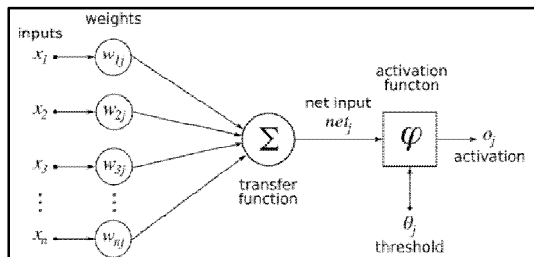 weights
inputs
x₁
w₁ⱼ
activation
functon
x₂
w₂ⱼ
net input
netⱼ
Σ
φ
oⱼ
activation
x₃
w₃ⱼ
transfer
function
⋮ ⋮ ⋮
xₙ
wₙⱼ
θⱼ
threshold